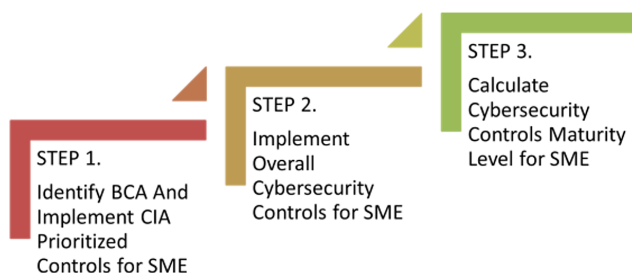 STEP 1.
Identify BCA And
Implement CIA
Prioritized
Controls for SME
STEP 2.
Implement
Overall
Cybersecurity
Controls for SME
STEP 3.
Calculate
Cybersecurity
Controls Maturity
Level for SME